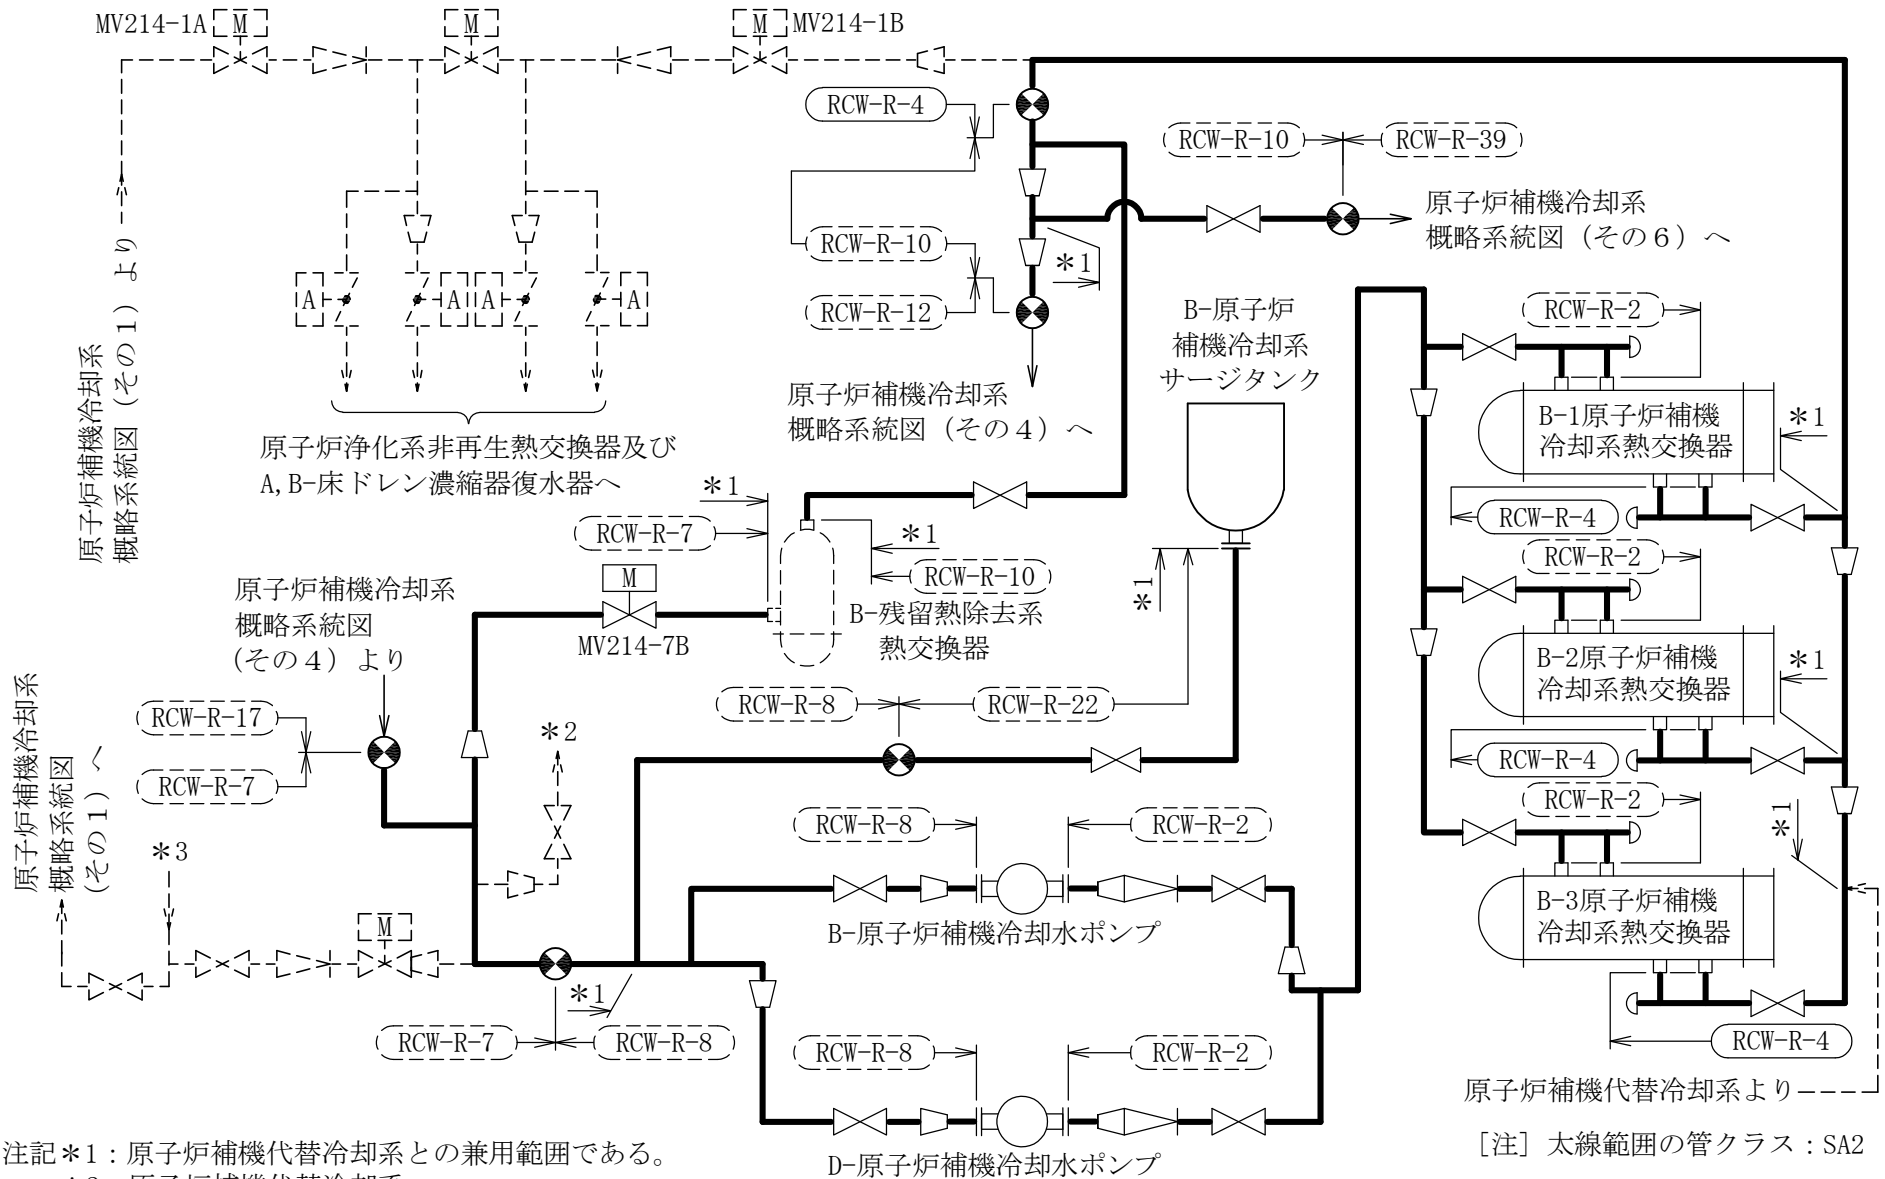 MV214-1A
M
M
M
MV214-1B
RCW-R-4
RCW-R-10
RCW-R-39
原子炉補機冷却系
概略系統図（その６）へ
原子炉補機冷却系
概略系統図（その１）より
RCW-R-10
＊1
RCW-R-12
A
A
A
A
B-原子炉
補機冷却系
サージタンク
RCW-R-2
原子炉補機冷却系
概略系統図（その４）へ
B-1原子炉補機
冷却系熱交換器
＊1
原子炉浄化系非再生熱交換器及び
A,B-床ドレン濃縮器復水器へ
＊1
RCW-R-4
RCW-R-7
＊1
RCW-R-2
RCW-R-10
＊1
原子炉補機冷却系
概略系統図
(その４) より
M
MV214-7B
B-残留熱除去系
熱交換器
B-2原子炉補機
冷却系熱交換器
＊1
RCW-R-8
RCW-R-22
RCW-R-17
RCW-R-7
＊2
RCW-R-4
原子炉補機冷却系
概略系統図
(その１) へ
RCW-R-2
＊1
RCW-R-8
RCW-R-2
＊3
B-原子炉補機冷却水ポンプ
B-3原子炉補機
冷却系熱交換器
M
＊1
RCW-R-7
RCW-R-8
RCW-R-8
RCW-R-2
RCW-R-4
原子炉補機代替冷却系より
D-原子炉補機冷却水ポンプ
［注］ 太線範囲の管クラス：SA2
注記＊1：原子炉補機代替冷却系との兼用範囲である。